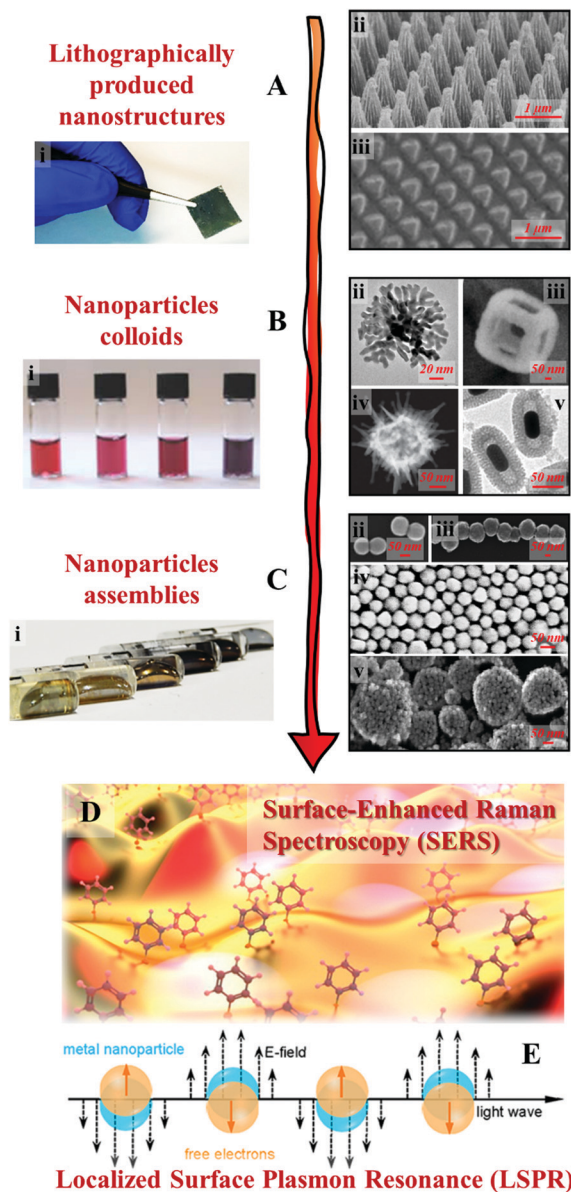 Lithographically
produced
nanostructures
A
i
ii
1 µm
iii
1 µm
Nanoparticles
colloids
B
i
ii
20 nm
iii
50 nm
iv
50 nm
v
50 nm
Nanoparticles
assemblies
C
i
ii
50 nm
iii
50 nm
iv
50 nm
v
50 nm
D
Surface-Enhanced Raman
Spectroscopy (SERS)
E
metal nanoparticle
E-field
light wave
free electrons
Localized Surface Plasmon Resonance (LSPR)